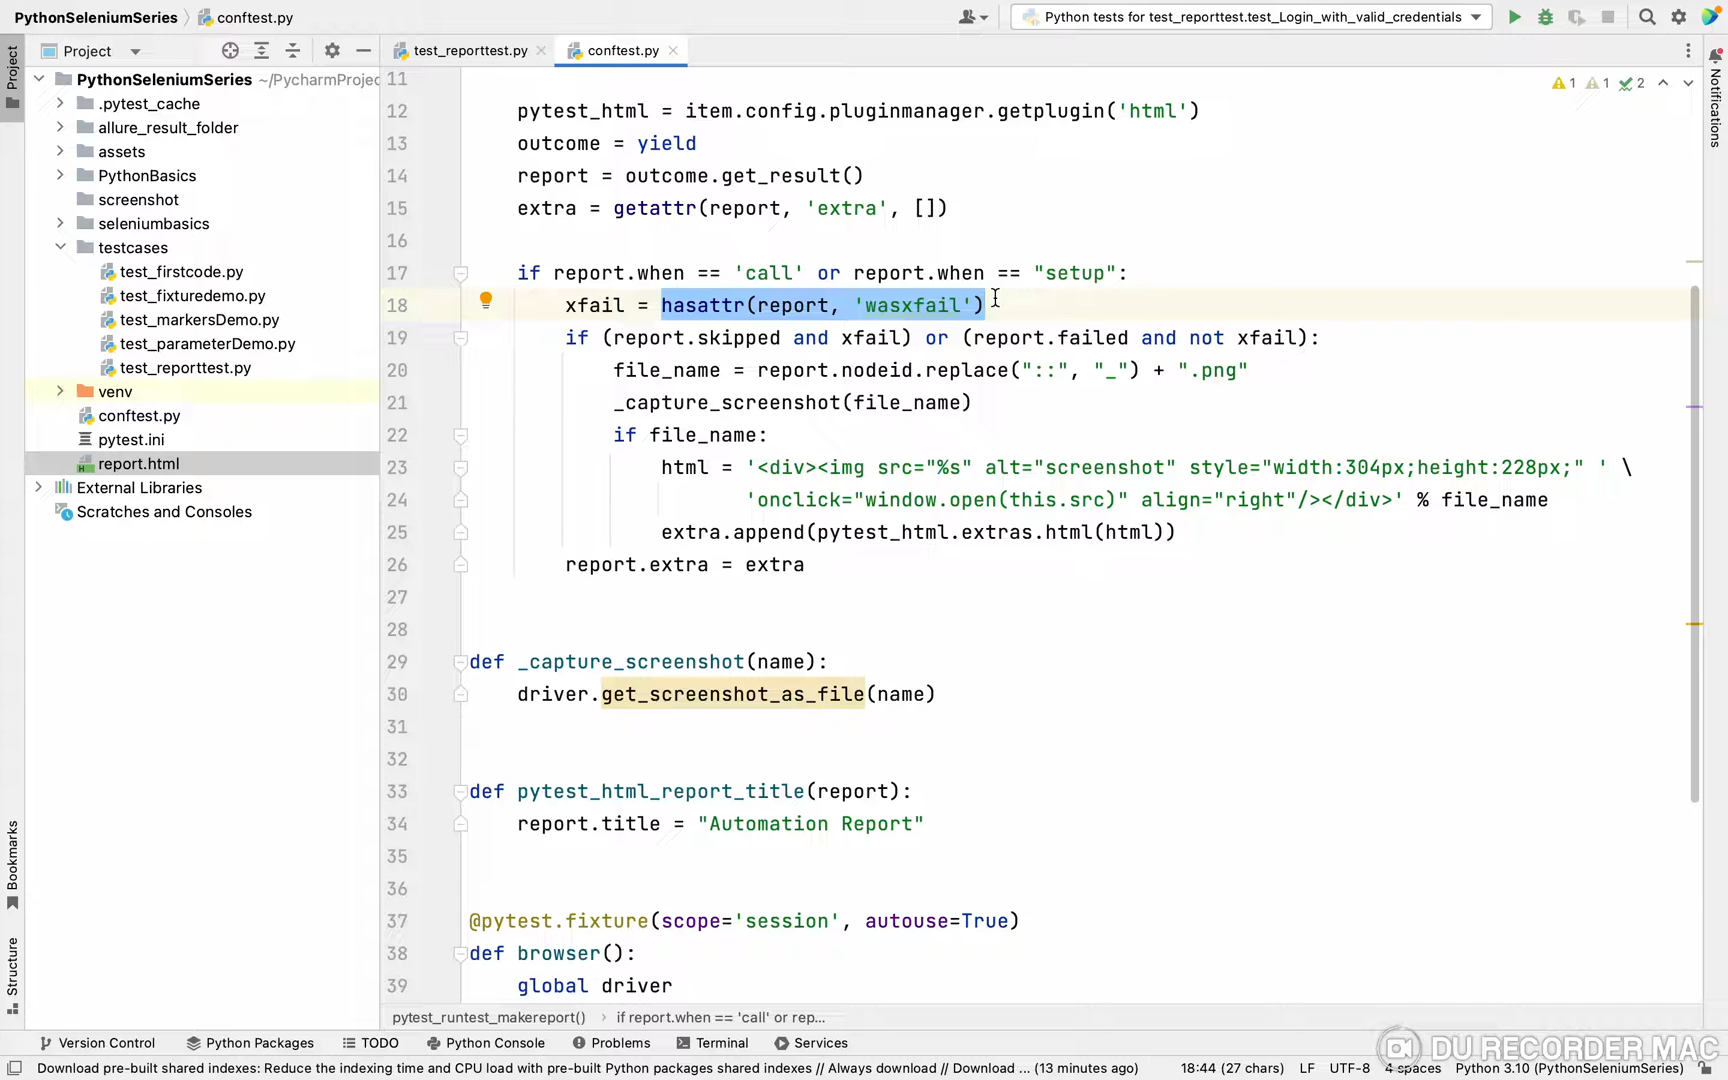 PythonSeleniumSeries conftest.py
Python tests for test_reporttest.test_Login_with_valid_credentials
Project
test_reporttest.py
conftest.py
Project
PythonSeleniumSeries ~/PycharmProjec
.pytest_cache
allure_result_folder
assets
PythonBasics
screenshot
seleniumbasics
testcases
test_firstcode.py
test_fixturedemo.py
test_markersDemo.py
test_parameterDemo.py
test_reporttest.py
venv
conftest.py
pytest.ini
report.html
External Libraries
Scratches and Consoles
1 1 2
Notifications
11
12 pytest_html = item.config.pluginmanager.getplugin('html')
13 outcome = yield
14 report = outcome.get_result()
15 extra = getattr(report, 'extra', [])
16
17 if report.when == 'call' or report.when == "setup":
18 xfail = hasattr(report, 'wasxfail')
19 if (report.skipped and xfail) or (report.failed and not xfail):
20 file_name = report.nodeid.replace("::", "_") + ".png"
21 _capture_screenshot(file_name)
22 if file_name:
23 html = '<div><img src="%s" alt="screenshot" style="width:304px;height:228px;" ' \
24 'onclick="window.open(this.src)" align="right"/></div>' % file_name
25 extra.append(pytest_html.extras.html(html))
26 report.extra = extra
27
28
29 def _capture_screenshot(name):
30 driver.get_screenshot_as_file(name)
31
32
33 def pytest_html_report_title(report):
34 report.title = "Automation Report"
35
36
37 @pytest.fixture(scope='session', autouse=True)
38 def browser():
39 global driver
Bookmarks
Structure
pytest_runtest_makereport() if report.when == 'call' or rep...
Version Control Python Packages TODO Python Console Problems Terminal Services
DU RECORDER MAC
Download pre-built shared indexes: Reduce the indexing time and CPU load with pre-built Python packages shared indexes // Always download // Download ... (13 minutes ago) 18:44 (27 chars) LF UTF-8 4 spaces Python 3.10 (PythonSeleniumSeries)